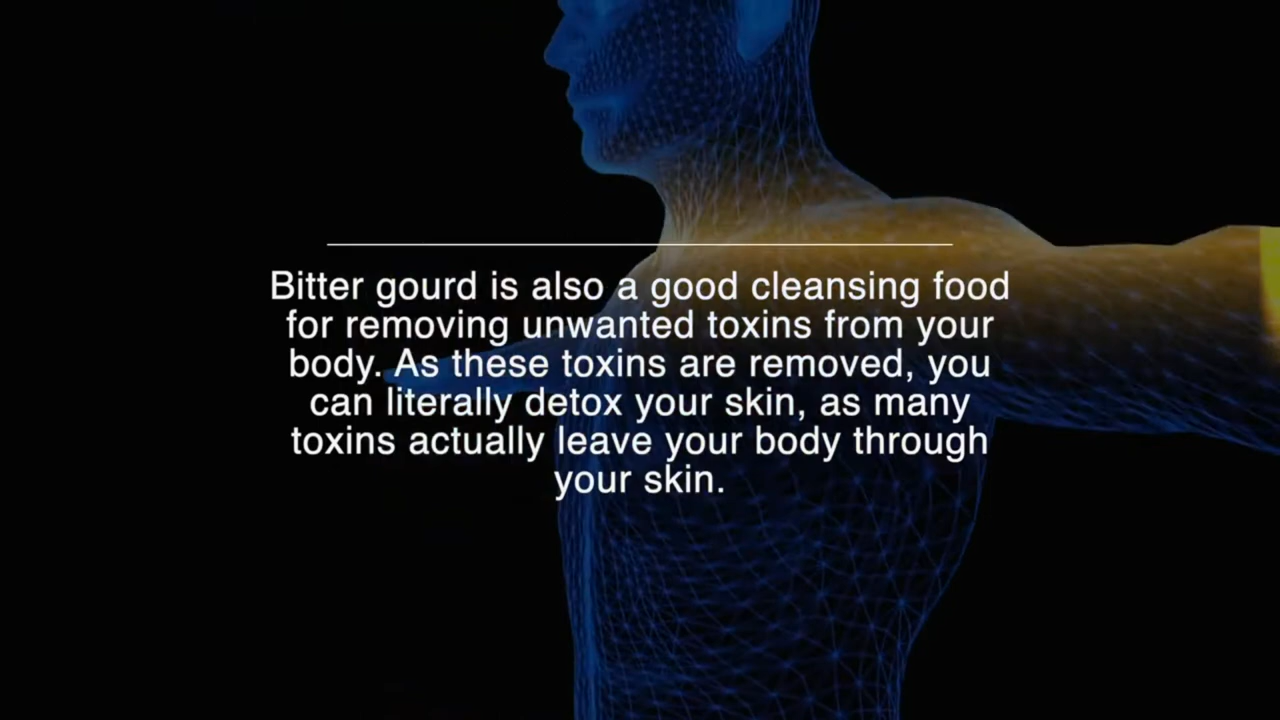 Bitter gourd is also a good cleansing food
for removing unwanted toxins from your
body. As these toxins are removed, you
can literally detox your skin, as many
toxins actually leave your body through
your skin.